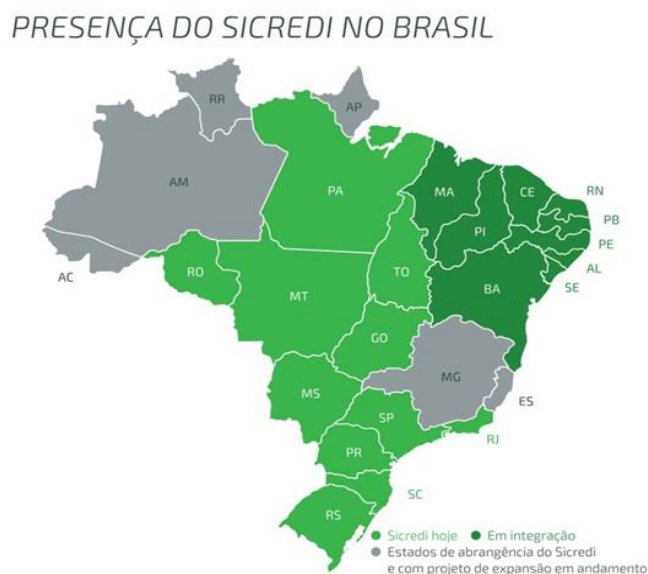 PRESENÇA DO SICREDI NO BRASIL
RR
AP
AM
PA
MA
CE
RN
PB
PI
PE
AL
SE
AC
RO
TO
BA
MT
GO
MG
ES
MS
SP
RJ
PR
SC
RS
Sicredi hoje
Em integração
Estados de abrangência do Sicredi
e com projeto de expansão em andamento